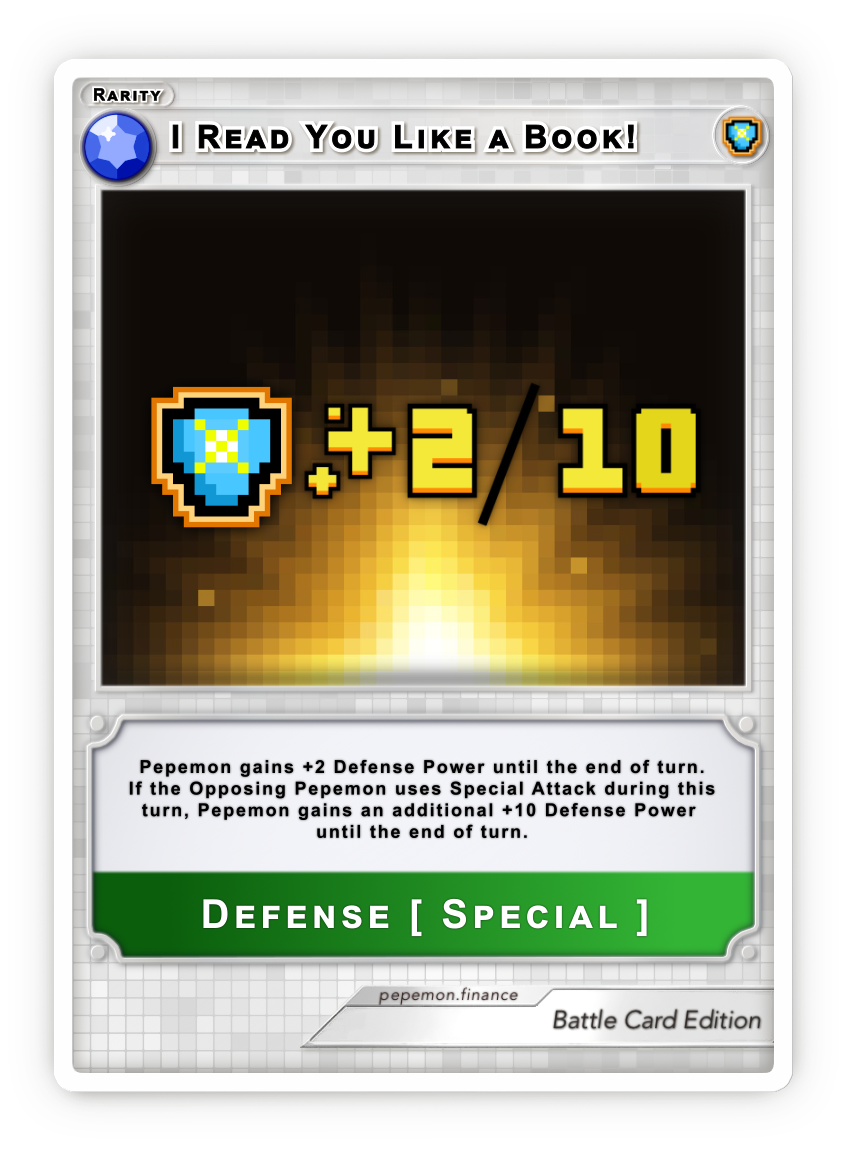 Rarity
I Read You Like a Book!
+2/10
Pepemon gains +2 Defense Power until the end of turn.
If the Opposing Pepemon uses Special Attack during this
turn, Pepemon gains an additional +10 Defense Power
until the end of turn.
Defense [ Special ]
pepemon.finance
Battle Card Edition